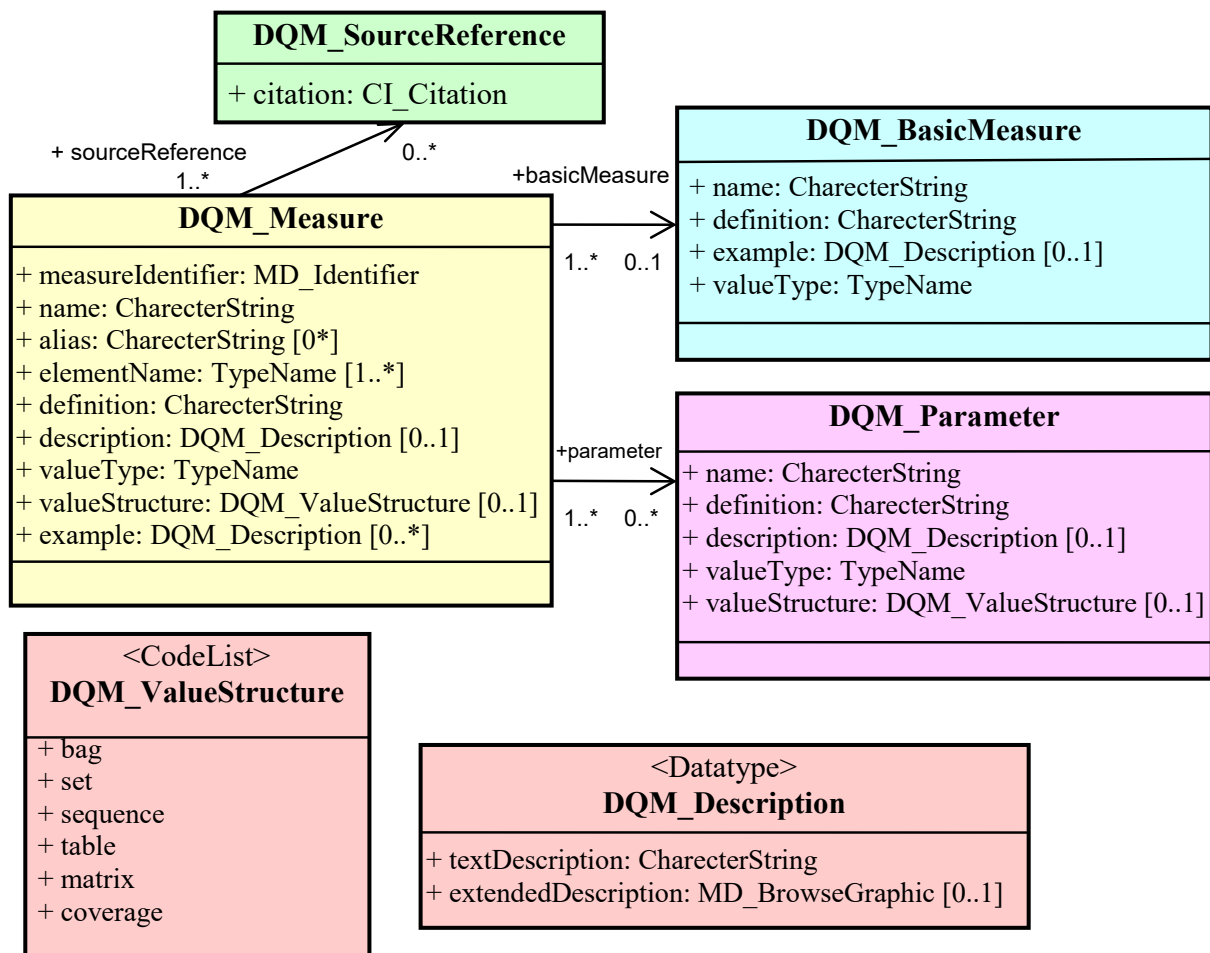 DQM_SourceReference
+ citation: CI_Citation
+ sourceReference
1..*
0..*
DQM_Measure
+ measureIdentifier: MD_Identifier
+ name: CharecterString
+ alias: CharecterString [0*]
+ elementName: TypeName [1..*]
+ definition: CharecterString
+ description: DQM_Description [0..1]
+ valueType: TypeName
+ valueStructure: DQM_ValueStructure [0..1]
+ example: DQM_Description [0..*]
+basicMeasure
1..*
0..1
DQM_BasicMeasure
+ name: CharecterString
+ definition: CharecterString
+ example: DQM_Description [0..1]
+ valueType: TypeName
+parameter
1..*
0..*
DQM_Parameter
+ name: CharecterString
+ definition: CharecterString
+ description: DQM_Description [0..1]
+ valueType: TypeName
+ valueStructure: DQM_ValueStructure [0..1]
<CodeList>
DQM_ValueStructure
+ bag
+ set
+ sequence
+ table
+ matrix
+ coverage
<Datatype>
DQM_Description
+ textDescription: CharecterString
+ extendedDescription: MD_BrowseGraphic [0..1]